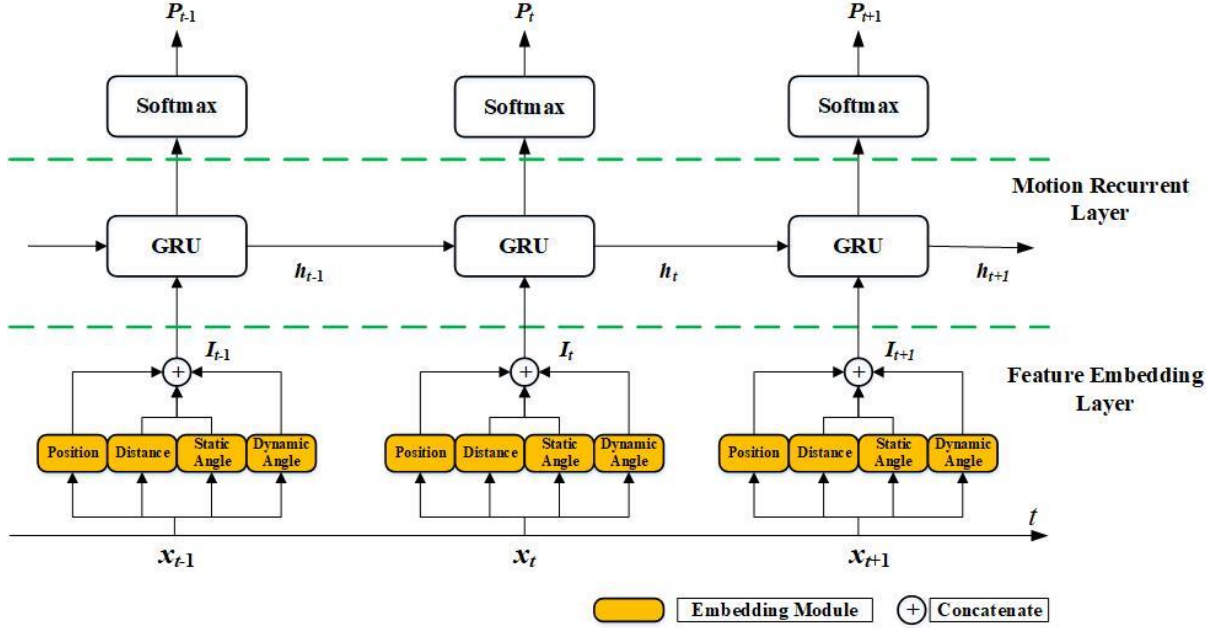 P_{t-1} P_t P_{t+1}
Softmax Softmax Softmax
Motion Recurrent
Layer
GRU GRU GRU
h_{t-1} h_t h_{t+1}
I_{t-1} I_t I_{t+1}
+ + +
Feature Embedding
Layer
Position Distance Static Angle Dynamic Angle Position Distance Static Angle Dynamic Angle Position Distance Static Angle Dynamic Angle
t
x_{t-1} x_t x_{t+1}
Embedding Module + Concatenate